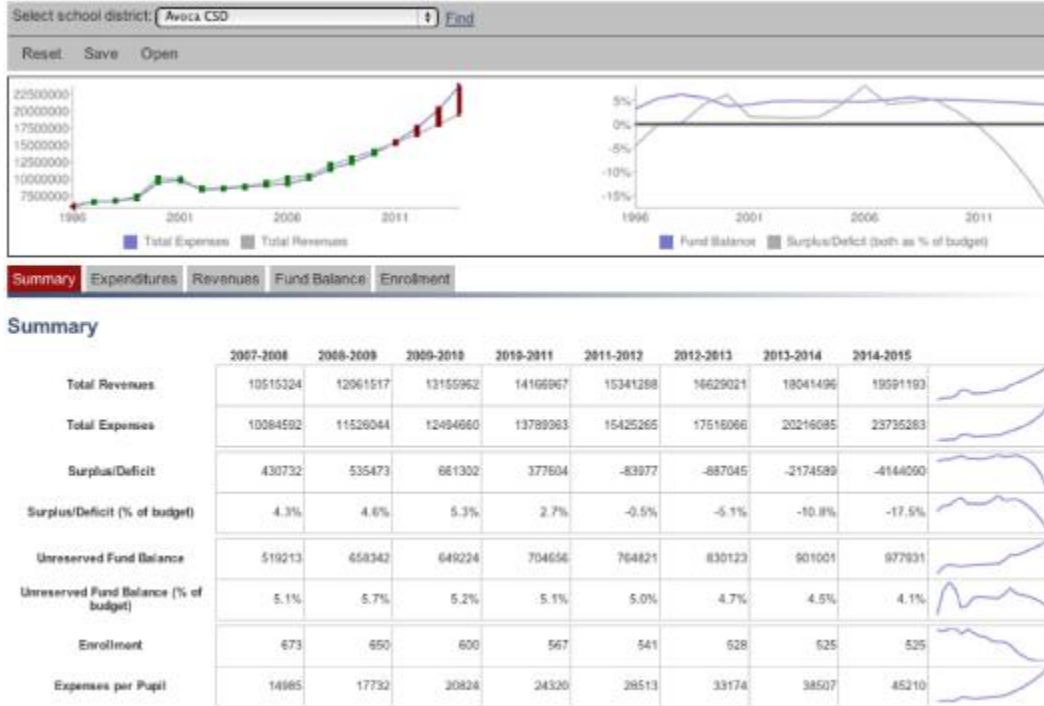 Select school district: Avoca CSD Find
Reset Save Open
22500000
20000000
17500000
15000000
12500000
10000000
7500000
1996 2001 2006 2011
Total Expenses Total Revenues
5%
0%
-5%
-10%
-15%
1996 2001 2006 2011
Fund Balance Surplus/Deficit (both as % of budget)
Summary Expenditures Revenues Fund Balance Enrollment
Summary
2007-2008 2008-2009 2009-2010 2010-2011 2011-2012 2012-2013 2013-2014 2014-2015
Total Revenues 10515324 12061517 13155962 14166967 15341288 16629021 18041496 19591193
Total Expenses 10084592 11526044 12494660 13789363 15425265 17516066 20216085 23735283
Surplus/Deficit 430732 535473 661302 377604 -83977 -887045 -2174589 -4144090
Surplus/Deficit (% of budget) 4.3% 4.6% 5.3% 2.7% -0.5% -5.1% -10.8% -17.5%
Unreserved Fund Balance 519213 658342 649224 704656 764821 830123 901001 977931
Unreserved Fund Balance (% of
budget) 5.1% 5.7% 5.2% 5.1% 5.0% 4.7% 4.5% 4.1%
Enrollment 673 650 600 567 541 528 525 525
Expenses per Pupil 14985 17732 20824 24320 28513 33174 38507 45210